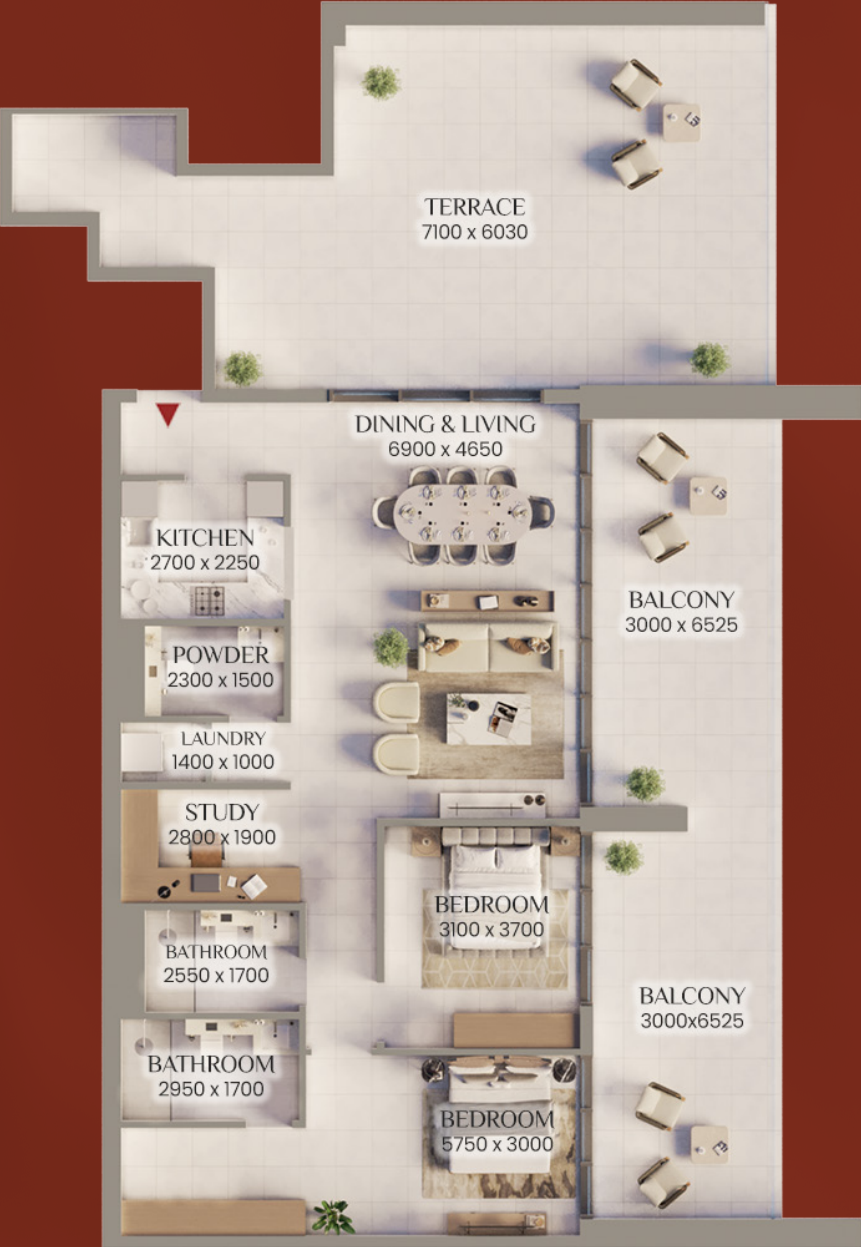 TERRACE
7100 x 6030
DINING & LIVING
6900 x 4650
KITCHEN
2700 x 2250
BALCONY
3000 x 6525
POWDER
2300 x 1500
LAUNDRY
1400 x 1000
STUDY
2800 x 1900
BEDROOM
3100 x 3700
BATHROOM
2550 x 1700
BALCONY
3000x6525
BATHROOM
2950 x 1700
BEDROOM
5750 x 3000